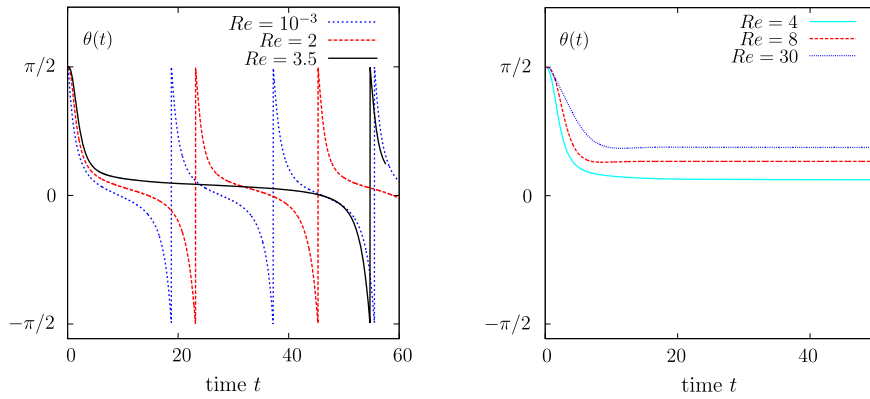 θ(t)
Re = 10⁻³
Re = 2
Re = 3.5
π/2
0
−π/2
0 20 40 60
time t
θ(t)
Re = 4
Re = 8
Re = 30
π/2
0
−π/2
0 20 40
time t